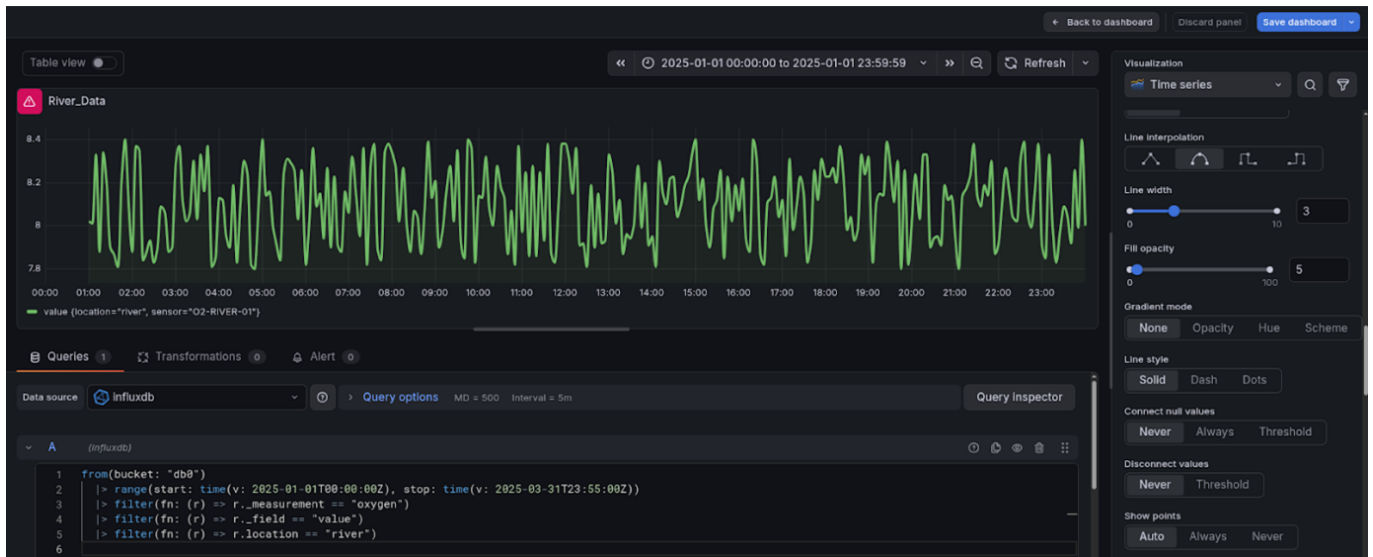 ← Back to dashboard Discard panel Save dashboard
Table view 2025-01-01 00:00:00 to 2025-01-01 23:59:59 Refresh
Visualization
Time series
River_Data
8.4
8.2
8
7.8
00:00 01:00 02:00 03:00 04:00 05:00 06:00 07:00 08:00 09:00 10:00 11:00 12:00 13:00 14:00 15:00 16:00 17:00 18:00 19:00 20:00 21:00 22:00 23:00
value {location="river", sensor="O2-RIVER-01"}
Line interpolation
Line width
3
0 10
Fill opacity
5
0 100
Gradient mode
None Opacity Hue Scheme
Line style
Solid Dash Dots
Connect null values
Never Always Threshold
Disconnect values
Never Threshold
Show points
Auto Always Never
Queries 1 Transformations 0 Alert 0
Data source influxdb Query options MD = 500 Interval = 5m Query inspector
A (influxdb)
1 from(bucket: "db0")
2 |> range(start: time(v: 2025-01-01T00:00:00Z), stop: time(v: 2025-03-31T23:55:00Z))
3 |> filter(fn: (r) => r._measurement == "oxygen")
4 |> filter(fn: (r) => r._field == "value")
5 |> filter(fn: (r) => r.location == "river")
6